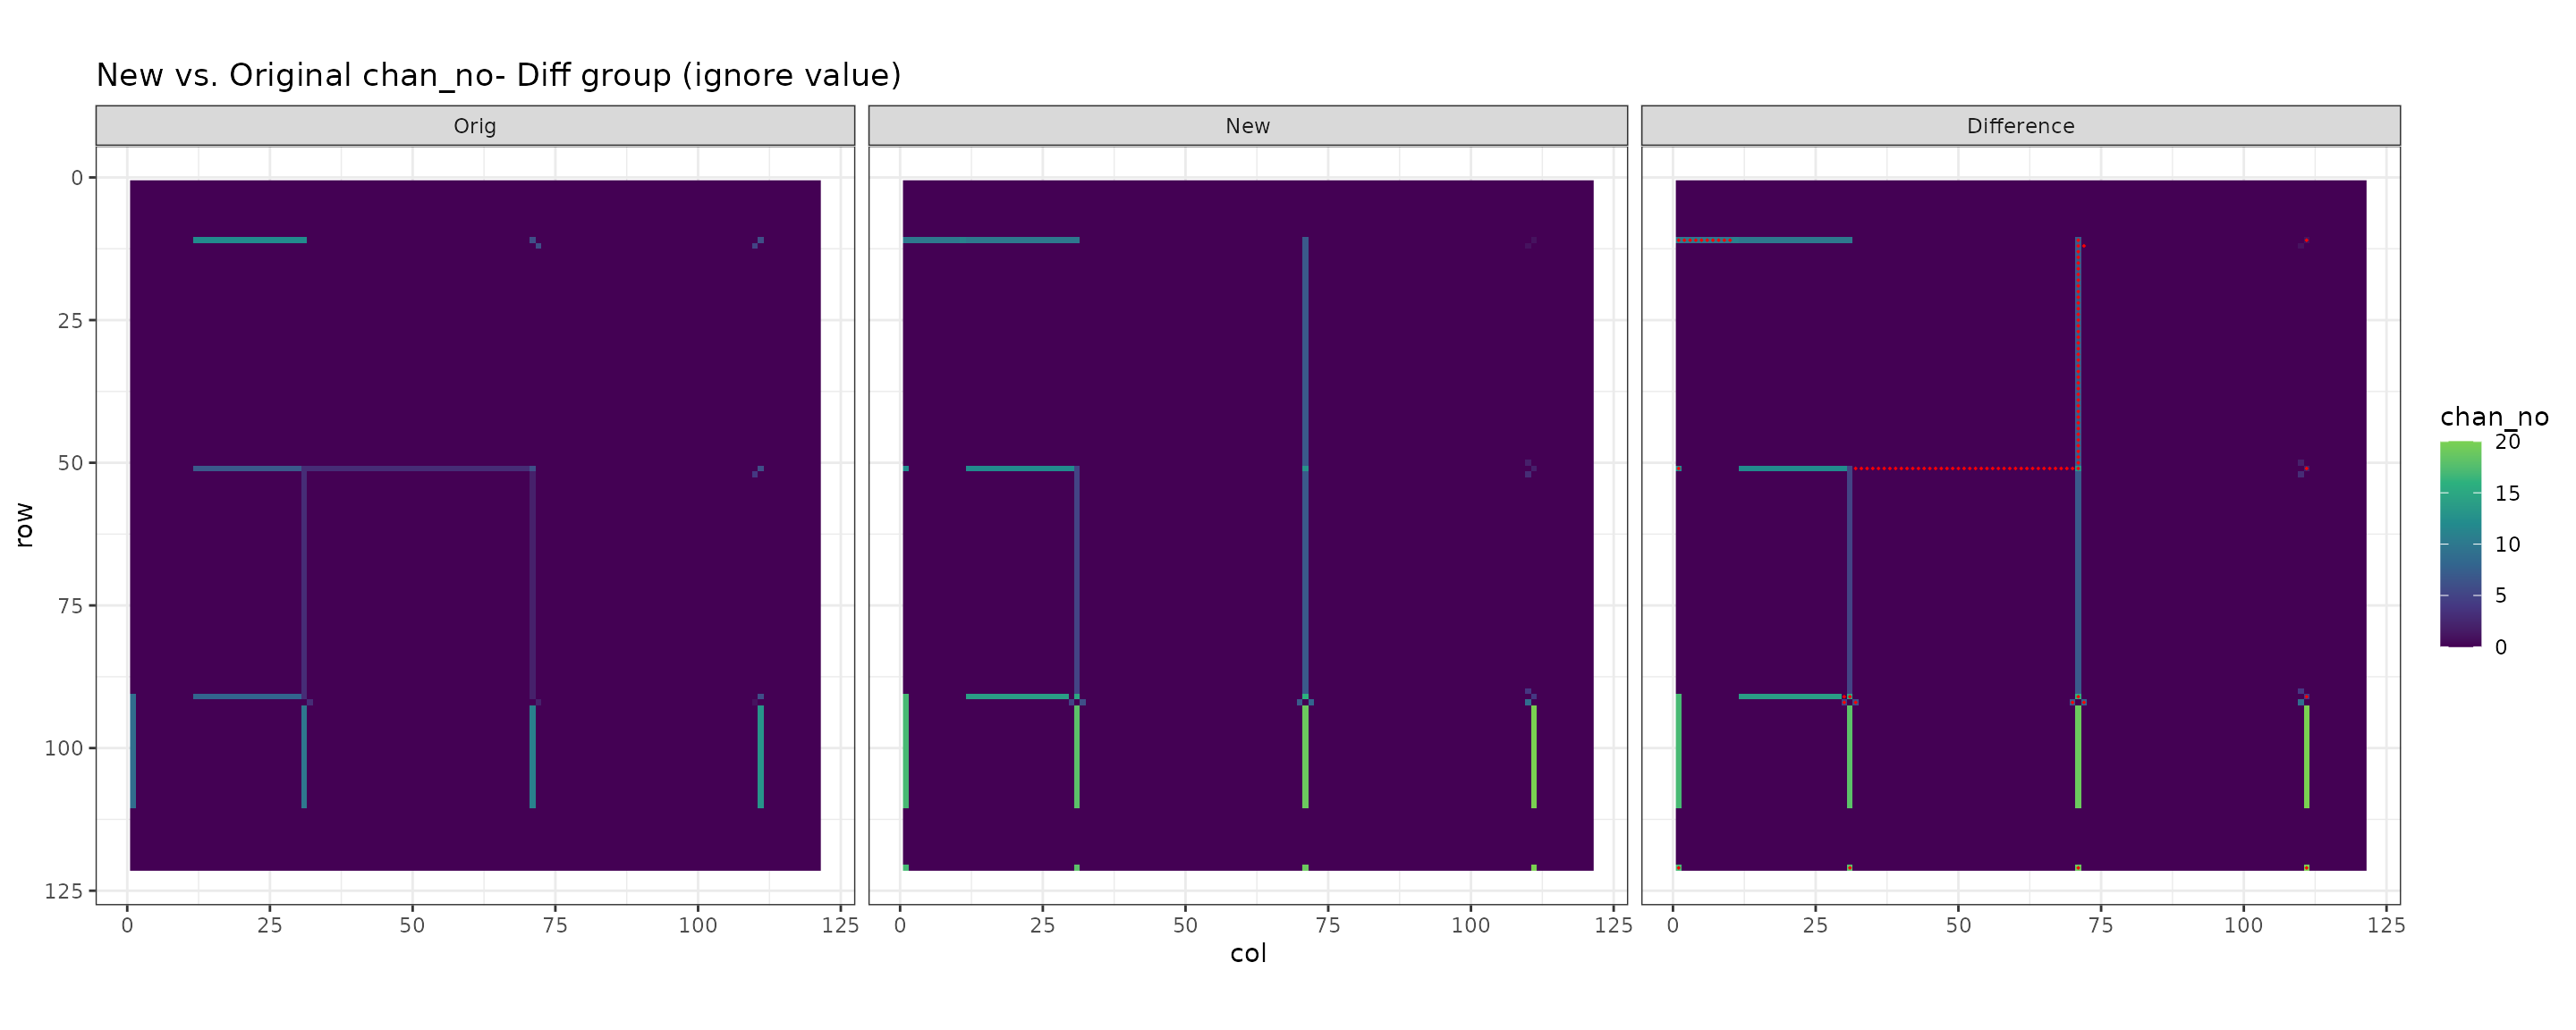 New vs. Original chan_no- Diff group (ignore value)
Orig
New
Difference
0
25
50
75
100
125
row
0 25 50 75 100 125
0 25 50 75 100 125
0 25 50 75 100 125
col
chan_no
20
15
10
5
0